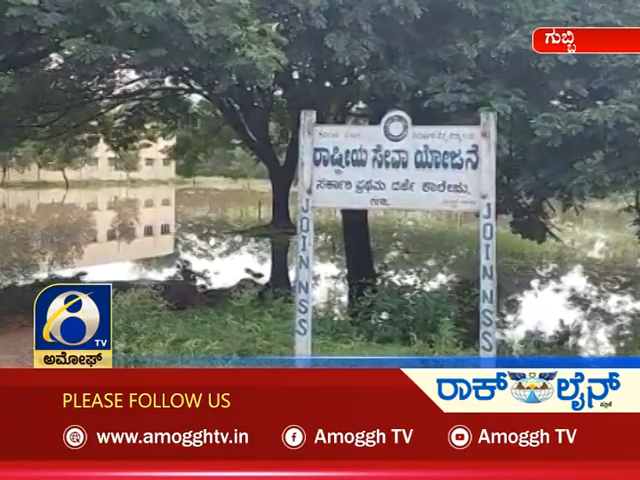 ಗುಬ್ಬಿ
ರಾಷ್ಟ್ರೀಯ ಸೇವಾ ಯೋಜನೆ
ಸರ್ಕಾರಿ ಪ್ರಥಮ ದರ್ಜೆ ಕಾಲೇಜು,
ಗುಬ್ಬಿ
JOIN NSS
JOIN NSS
TV
ಅಮೋಘ್
ರಾಕ್ ಲೈನ್
PLEASE FOLLOW US
www.amogghtv.in
Amoggh TV
Amoggh TV